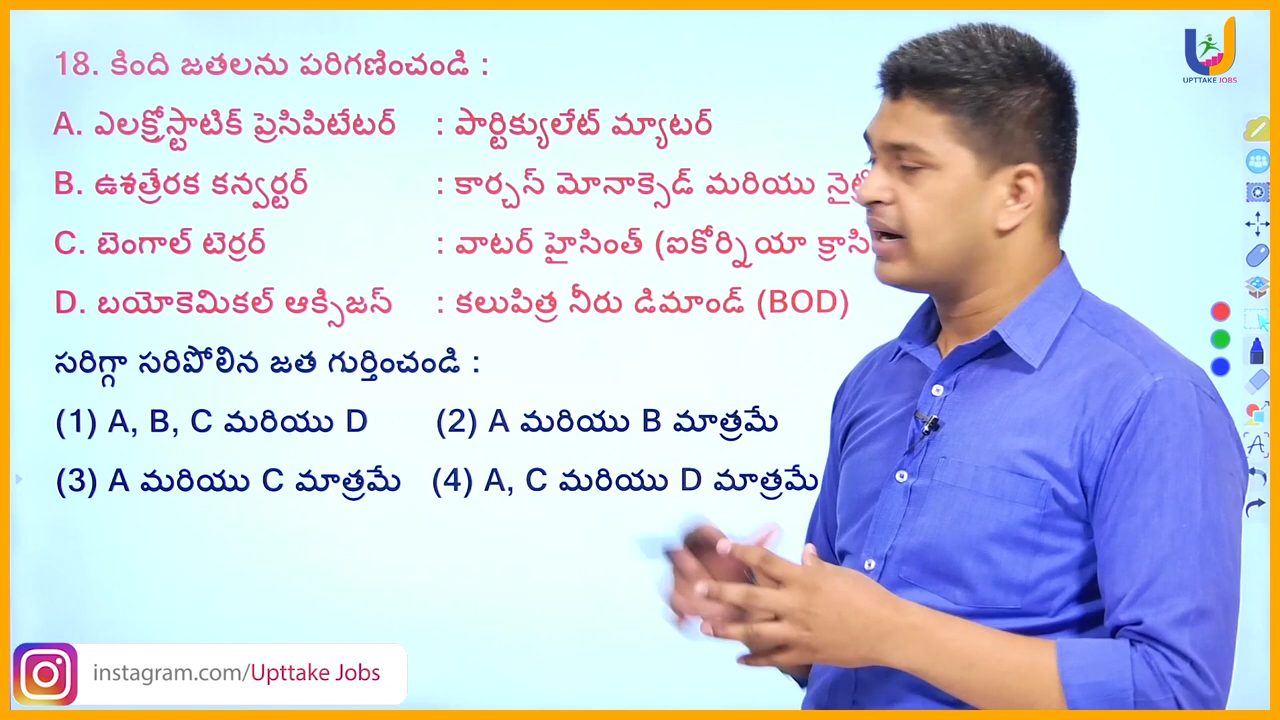 18. కింది జతలను పరిగణించండి :
A. ఎలక్ట్రోస్టాటిక్ ప్రెసిపిటేటర్ : పార్టిక్యులేట్ మ్యాటర్
B. ఉత్ప్రేరక కన్వర్టర్ : కార్బన్ మోనాక్సైడ్ మరియు
C. బెంగాల్ టెర్రర్ : వాటర్ హైసింత్ (ఐకోర్నియా
D. బయోకెమికల్ ఆక్సిజన్ : కలుపిత్ర నీరు డిమాండ్ (BOD)
సరిగ్గా సరిపోలిన జత గుర్తించండి :
(1) A, B, C మరియు D (2) A మరియు B మాత్రమే
(3) A మరియు C మాత్రమే (4) A, C మరియు D మాత్రమే
UPTTAKE JOBS
instagram.com/Upttake Jobs